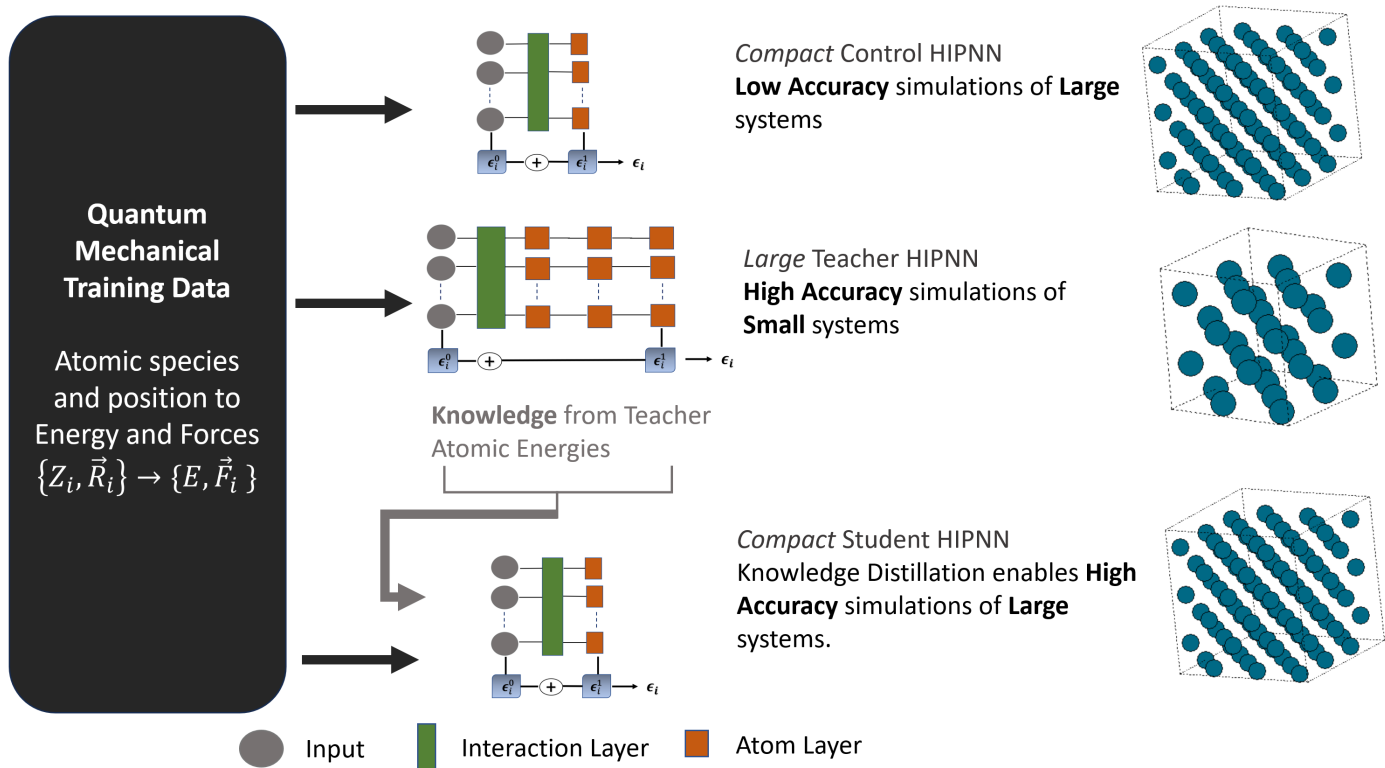 Quantum
Mechanical
Training Data
Atomic species
and position to
Energy and Forces
{Z_i, R⃗_i} → {E, F⃗_i }
ϵ_i^0 + ϵ_i^1 ϵ_i
Compact Control HIPNN
Low Accuracy simulations of Large
systems
ϵ_i^0 + ϵ_i^1 ϵ_i
Large Teacher HIPNN
High Accuracy simulations of
Small systems
Knowledge from Teacher
Atomic Energies
ϵ_i^0 + ϵ_i^1 ϵ_i
Compact Student HIPNN
Knowledge Distillation enables High
Accuracy simulations of Large
systems.
Input
Interaction Layer
Atom Layer